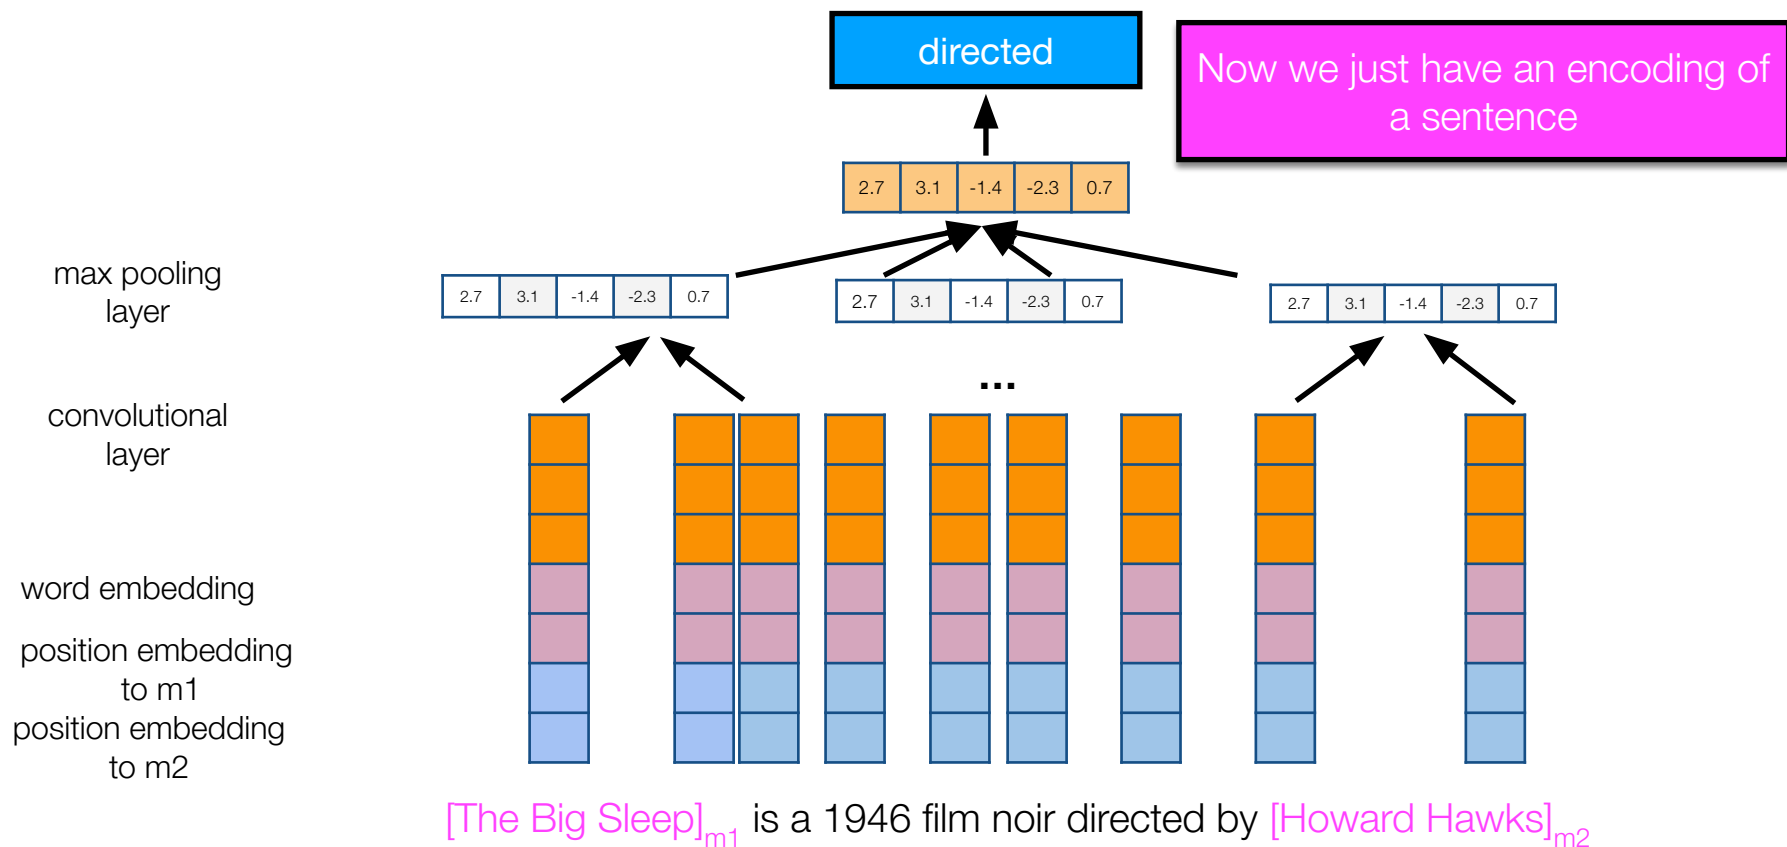 directed
Now we just have an encoding of
a sentence
2.7 3.1 -1.4 -2.3 0.7
max pooling
layer
2.7 3.1 -1.4 -2.3 0.7
2.7 3.1 -1.4 -2.3 0.7
2.7 3.1 -1.4 -2.3 0.7
...
convolutional
layer
word embedding
position embedding
to m1
position embedding
to m2
[The Big Sleep]m1 is a 1946 film noir directed by [Howard Hawks]m2